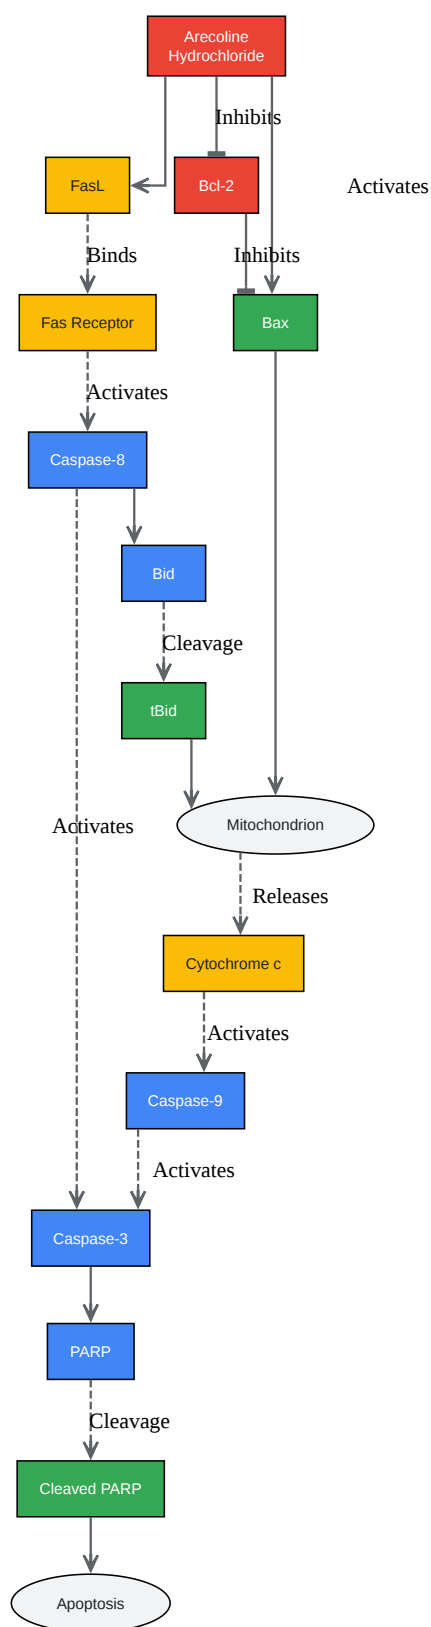 Arecoline
Hydrochloride
Inhibits
FasL
Bcl-2
Activates
Binds
Inhibits
Fas Receptor
Bax
Activates
Caspase-8
Bid
Cleavage
tBid
Activates
Mitochondrion
Releases
Cytochrome c
Activates
Caspase-9
Activates
Caspase-3
PARP
Cleavage
Cleaved PARP
Apoptosis